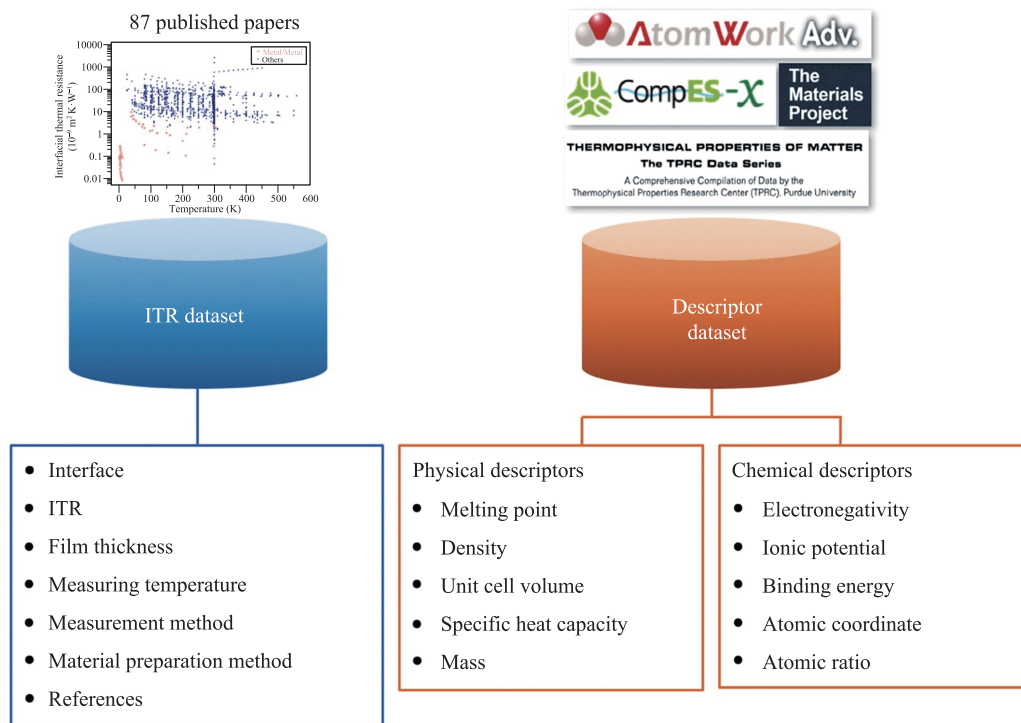 87 published papers
Interfacial thermal resistance
(10⁻⁹ m² K·W⁻¹)
10000
1000
100
10
1
0.1
0.01
Metal/Metal
Others
0 100 200 300 400 500 600
Temperature (K)
AtomWork Adv.
CompES-X
The
Materials
Project
THERMOPHYSICAL PROPERTIES OF MATTER
The TPRC Data Series
A Comprehensive Compilation of Data by the
Thermophysical Properties Research Center (TPRC), Purdue University
ITR dataset
Descriptor
dataset
● Interface
● ITR
● Film thickness
● Measuring temperature
● Measurement method
● Material preparation method
● References
Physical descriptors
● Melting point
● Density
● Unit cell volume
● Specific heat capacity
● Mass
Chemical descriptors
● Electronegativity
● Ionic potential
● Binding energy
● Atomic coordinate
● Atomic ratio